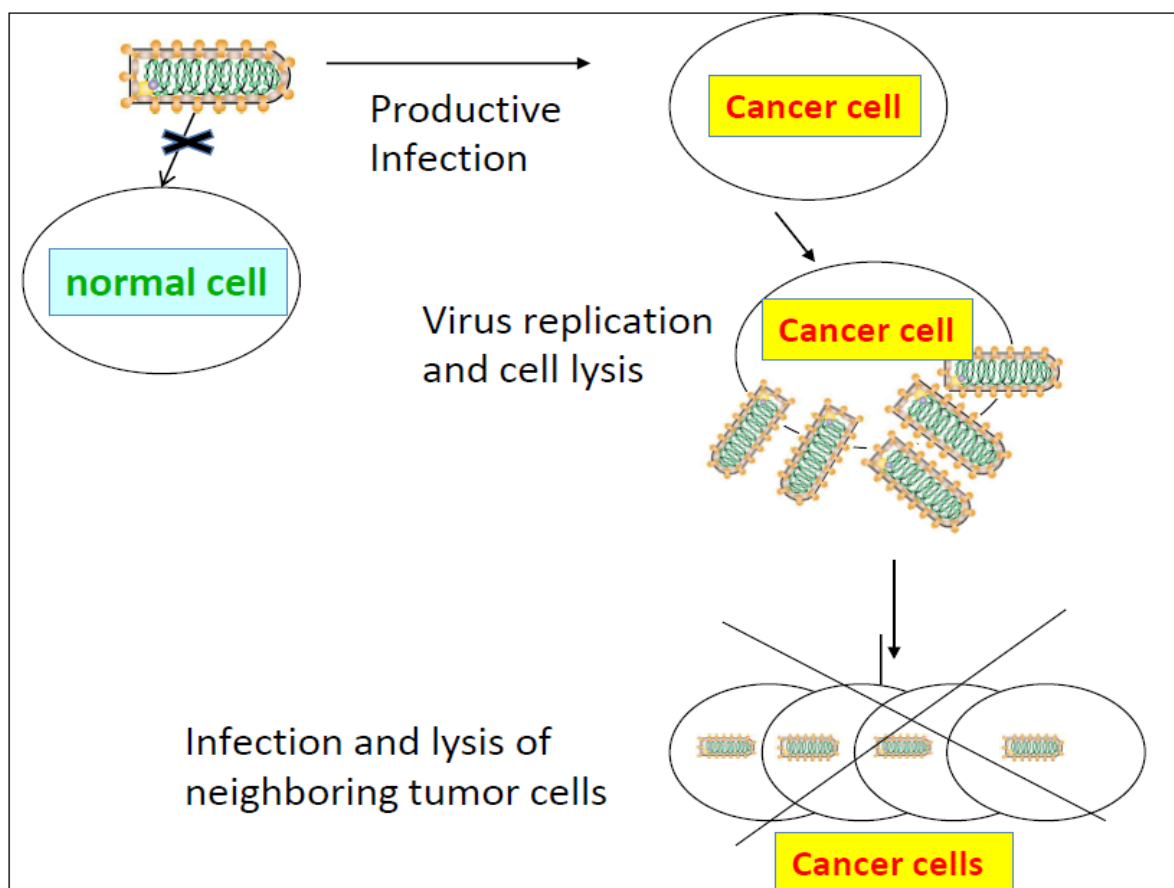 Productive
Infection
Cancer cell
normal cell
Virus replication
and cell lysis
Cancer cell
Infection and lysis of
neighboring tumor cells
Cancer cells